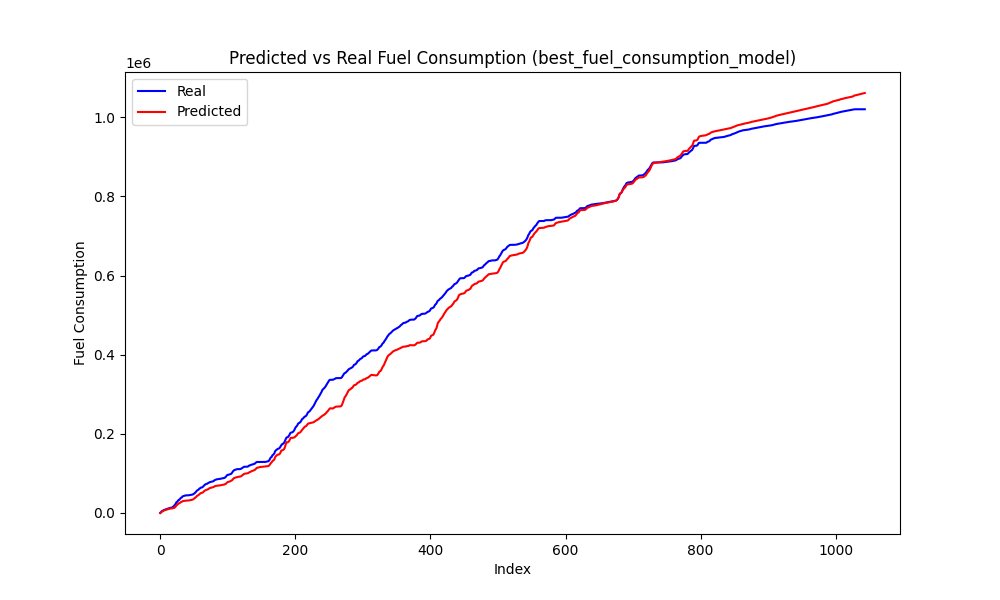 Predicted vs Real Fuel Consumption (best_fuel_consumption_model)
1e6
Real
Predicted
1.0
0.8
0.6
0.4
0.2
0.0
Fuel Consumption
0 200 400 600 800 1000
Index